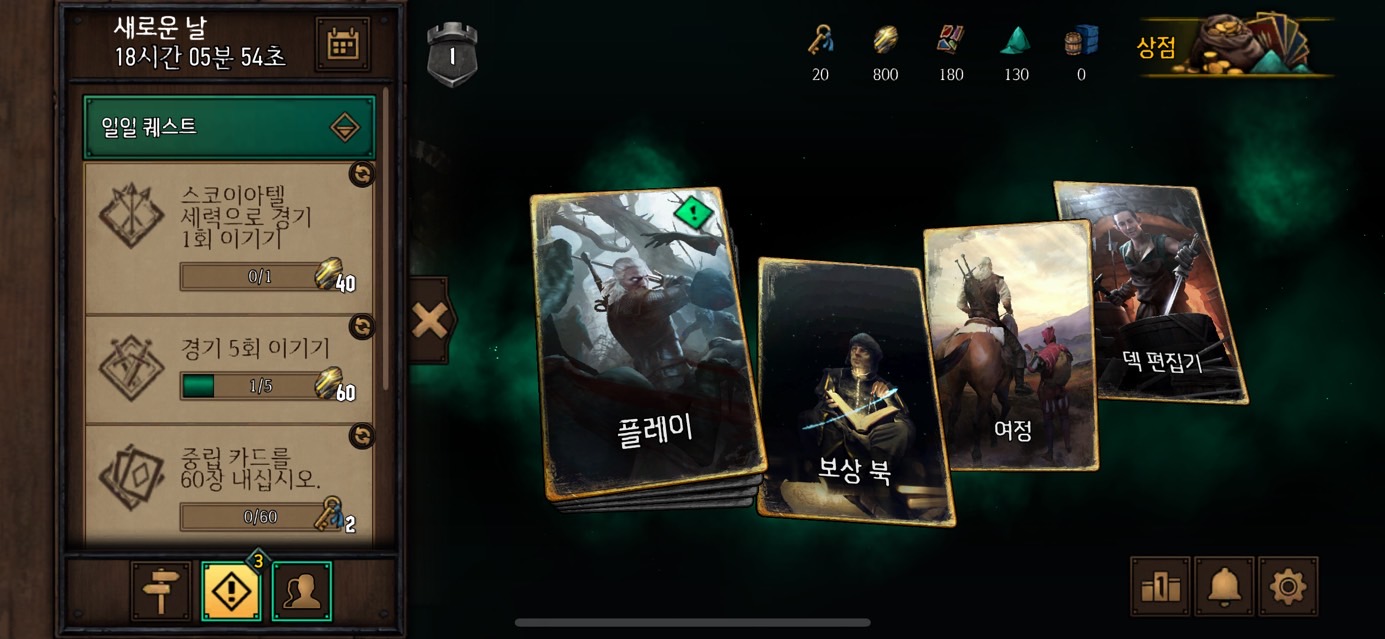 새로운 날
18시간 05분 54초
일일 퀘스트
스코이아텔
세력으로 경기
1회 이기기
0/1
40
경기 5회 이기기
1/5
60
중립 카드를
60장 내십시오.
0/60
2
3
1
20
800
180
130
0
상점
플레이
보상 북
여정
덱 편집기
1